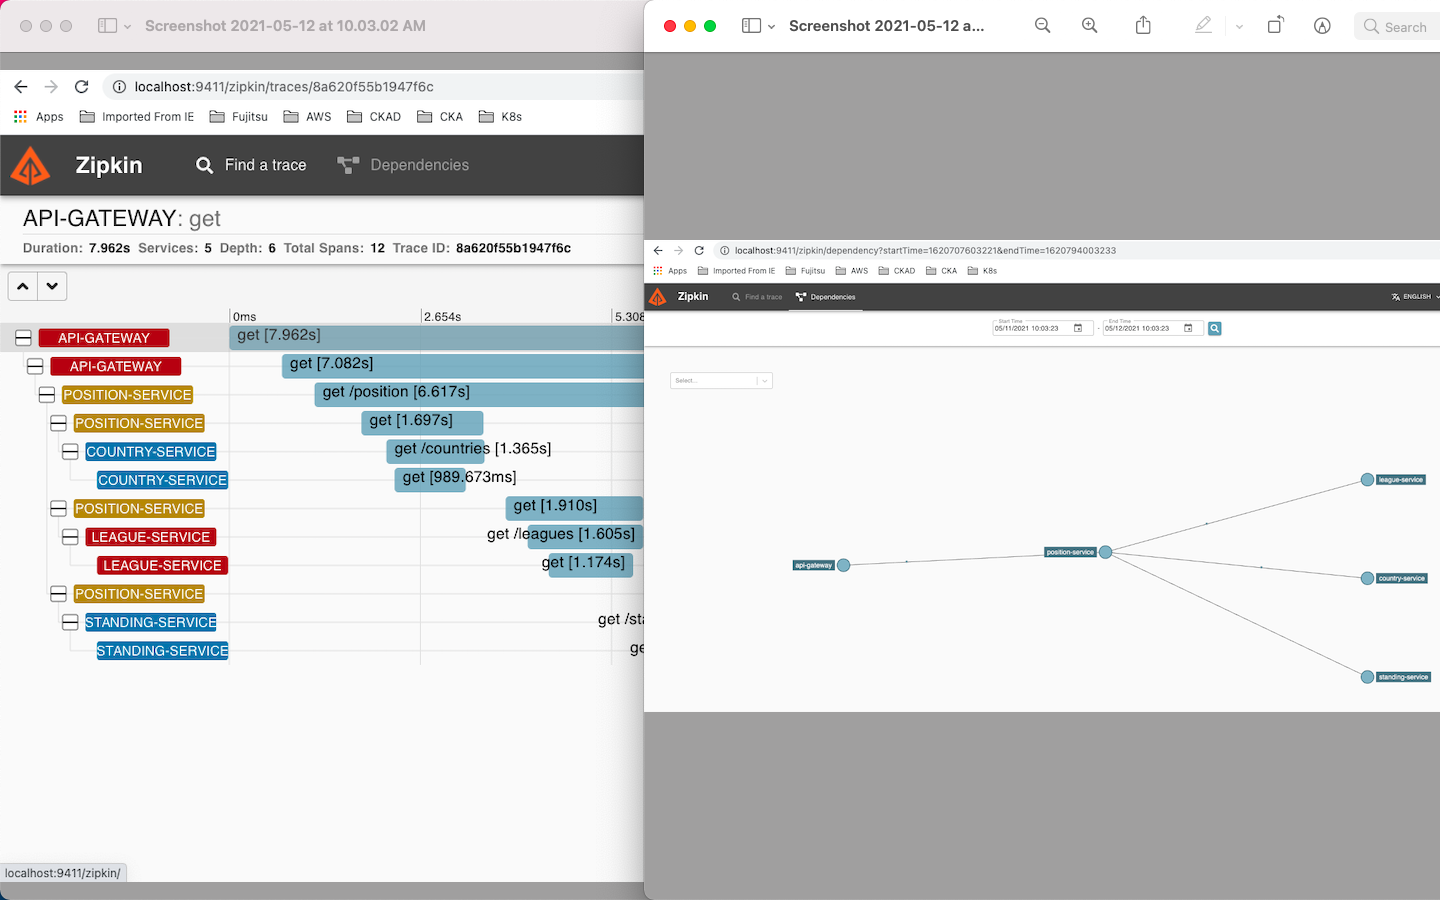 Screenshot 2021-05-12 at 10.03.02 AM
localhost:9411/zipkin/traces/8a620f55b1947f6c
Apps Imported From IE Fujitsu AWS CKAD CKA K8s
Zipkin Find a trace Dependencies
API-GATEWAY: get
Duration: 7.962s Services: 5 Depth: 6 Total Spans: 12 Trace ID: 8a620f55b1947f6c
0ms 2.654s 5.308
API-GATEWAY get [7.962s]
API-GATEWAY get [7.082s]
POSITION-SERVICE get /position [6.617s]
POSITION-SERVICE get [1.697s]
COUNTRY-SERVICE get /countries [1.365s]
COUNTRY-SERVICE get [989.673ms]
POSITION-SERVICE get [1.910s]
LEAGUE-SERVICE get /leagues [1.605s]
LEAGUE-SERVICE get [1.174s]
POSITION-SERVICE
STANDING-SERVICE get /sta
STANDING-SERVICE ge
localhost:9411/zipkin/
Screenshot 2021-05-12 a...
Search
localhost:9411/zipkin/dependency?startTime=1620707603221&endTime=1620794003233
Apps Imported From IE Fujitsu AWS CKAD CKA K8s
Zipkin Find a trace Dependencies ENGLISH
Start Time End Time
05/11/2021 10:03:23 - 05/12/2021 10:03:23
Select...
league-service
position-service
api-gateway
country-service
standing-service